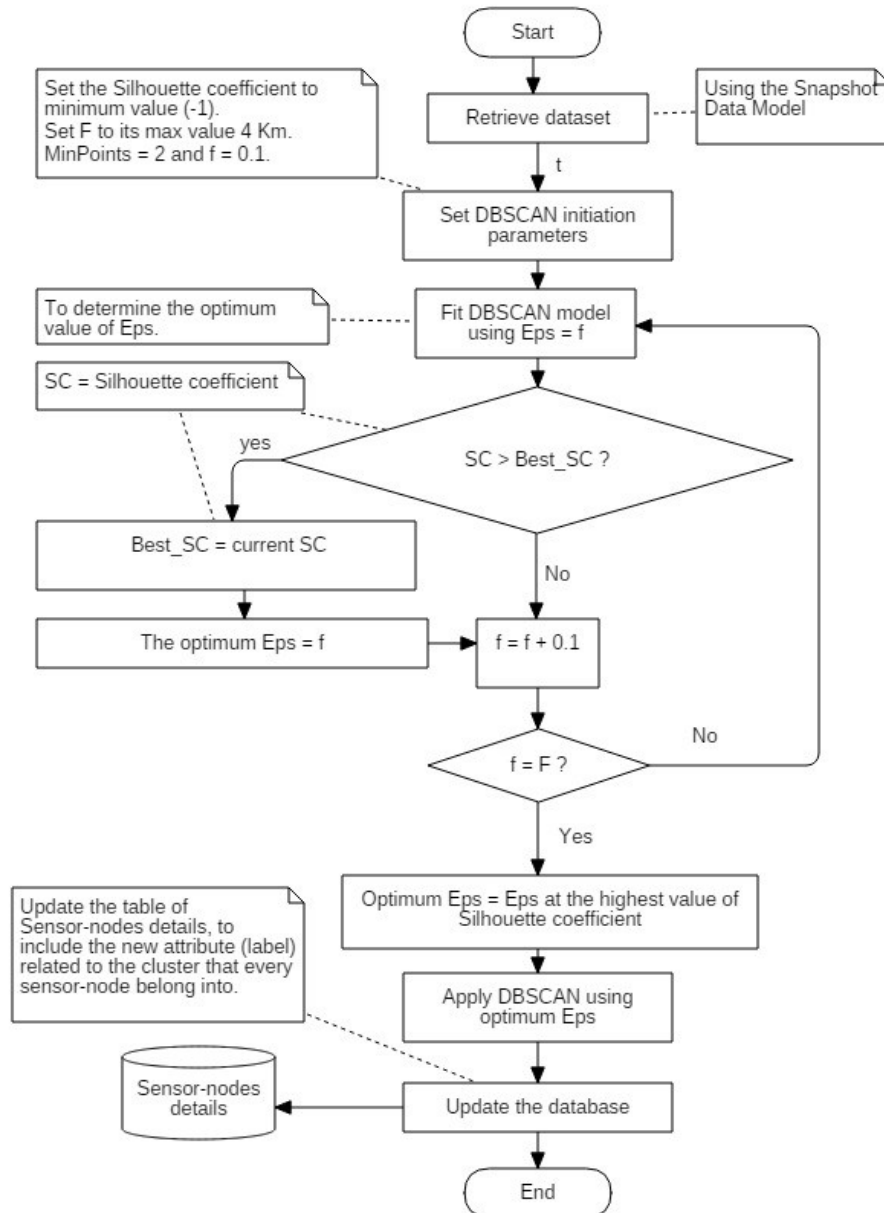 Start
Set the Silhouette coefficient to
minimum value (-1).
Set F to its max value 4 Km.
MinPoints = 2 and f = 0.1.
Retrieve dataset
Using the Snapshot
Data Model
t
Set DBSCAN initiation
parameters
To determine the optimum
value of Eps.
Fit DBSCAN model
using Eps = f
SC = Silhouette coefficient
yes
SC > Best_SC ?
Best_SC = current SC
No
The optimum Eps = f
f = f + 0.1
No
f = F ?
Yes
Optimum Eps = Eps at the highest value of
Silhouette coefficient
Update the table of
Sensor-nodes details, to
include the new attribute (label)
related to the cluster that every
sensor-node belong into.
Apply DBSCAN using
optimum Eps
Sensor-nodes
details
Update the database
End